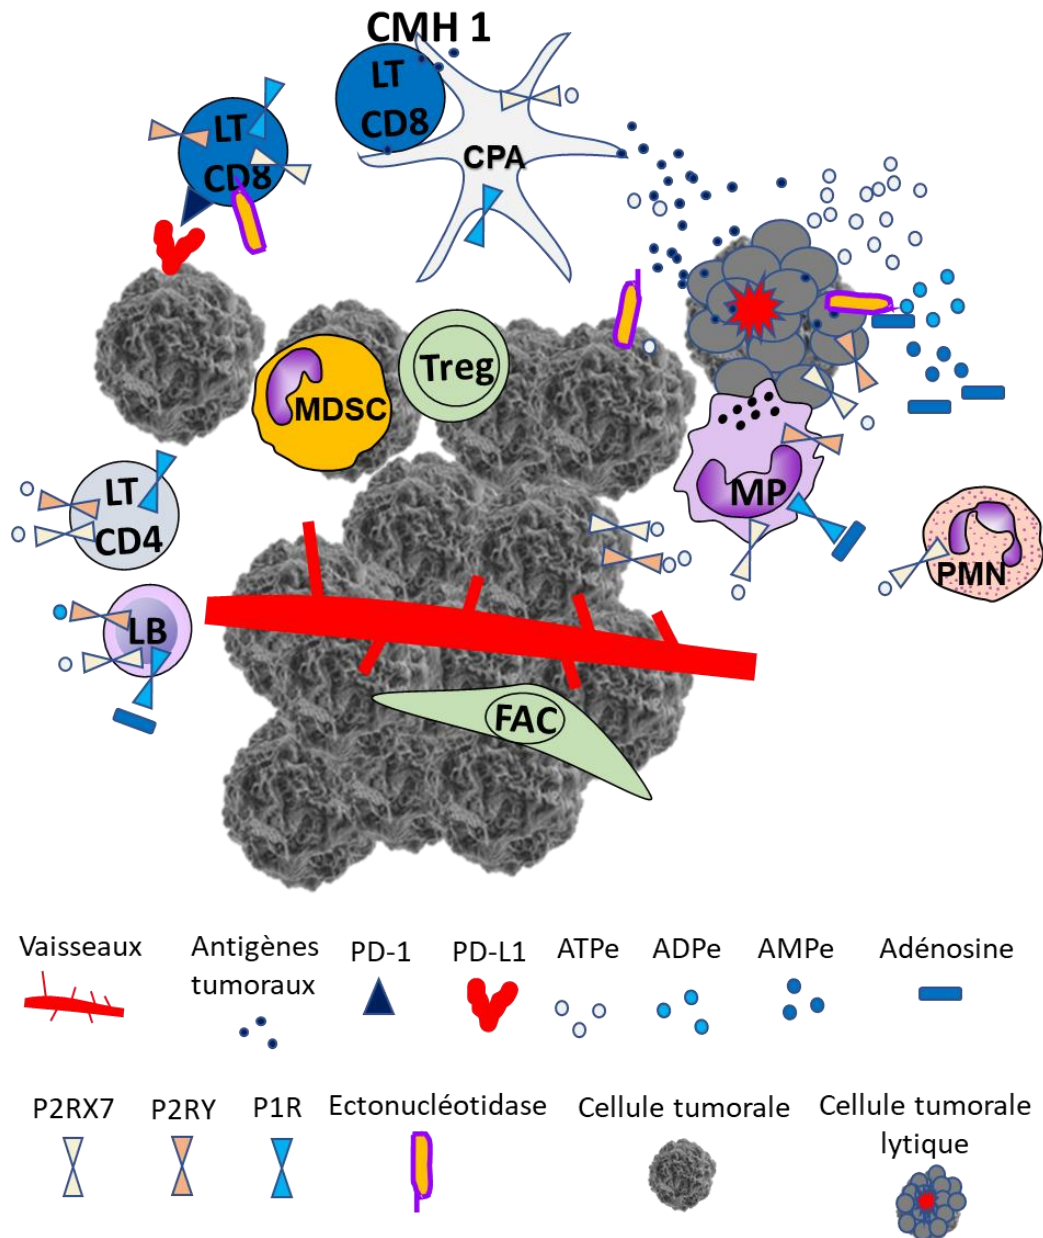 CMH 1
LT
CD8
LT
CD8
CPA
Treg
MDSC
LT
CD4
MP
PMN
LB
FAC
Vaisseaux
Antigènes
tumoraux
PD-1
PD-L1
ATPe
ADPe
AMPe
Adénosine
P2RX7
P2RY
P1R
Ectonucléotidase
Cellule tumorale
Cellule tumorale
lytique